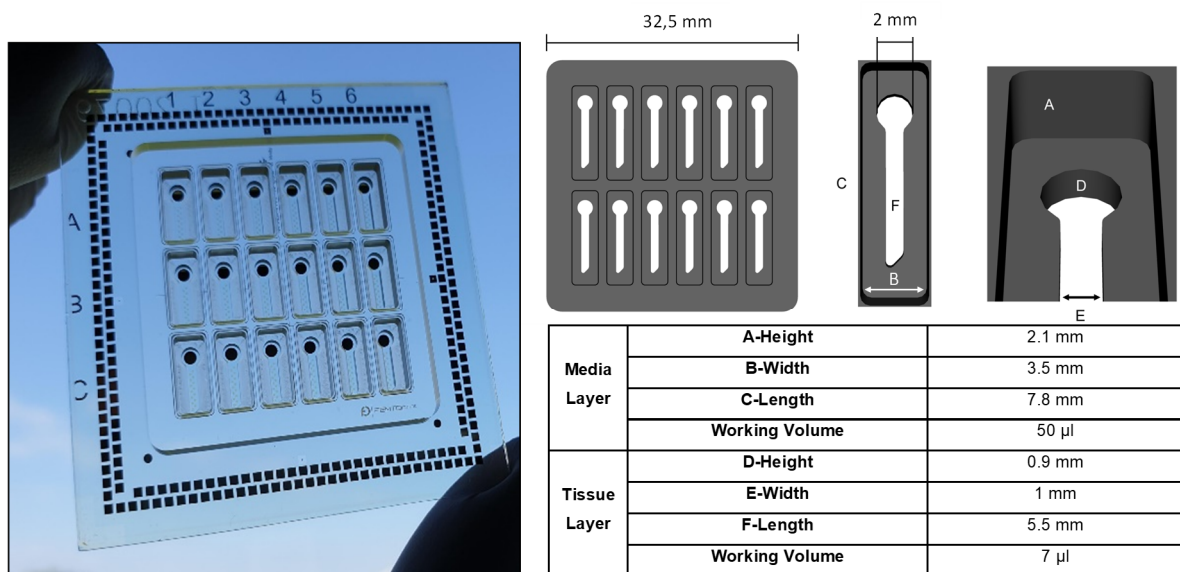 1 2 3 4 5 6
A
B
C
32,5 mm
2 mm
C
F
B
A
D
E
Media Layer
A-Height 2.1 mm
B-Width 3.5 mm
C-Length 7.8 mm
Working Volume 50 µl
Tissue Layer
D-Height 0.9 mm
E-Width 1 mm
F-Length 5.5 mm
Working Volume 7 µl